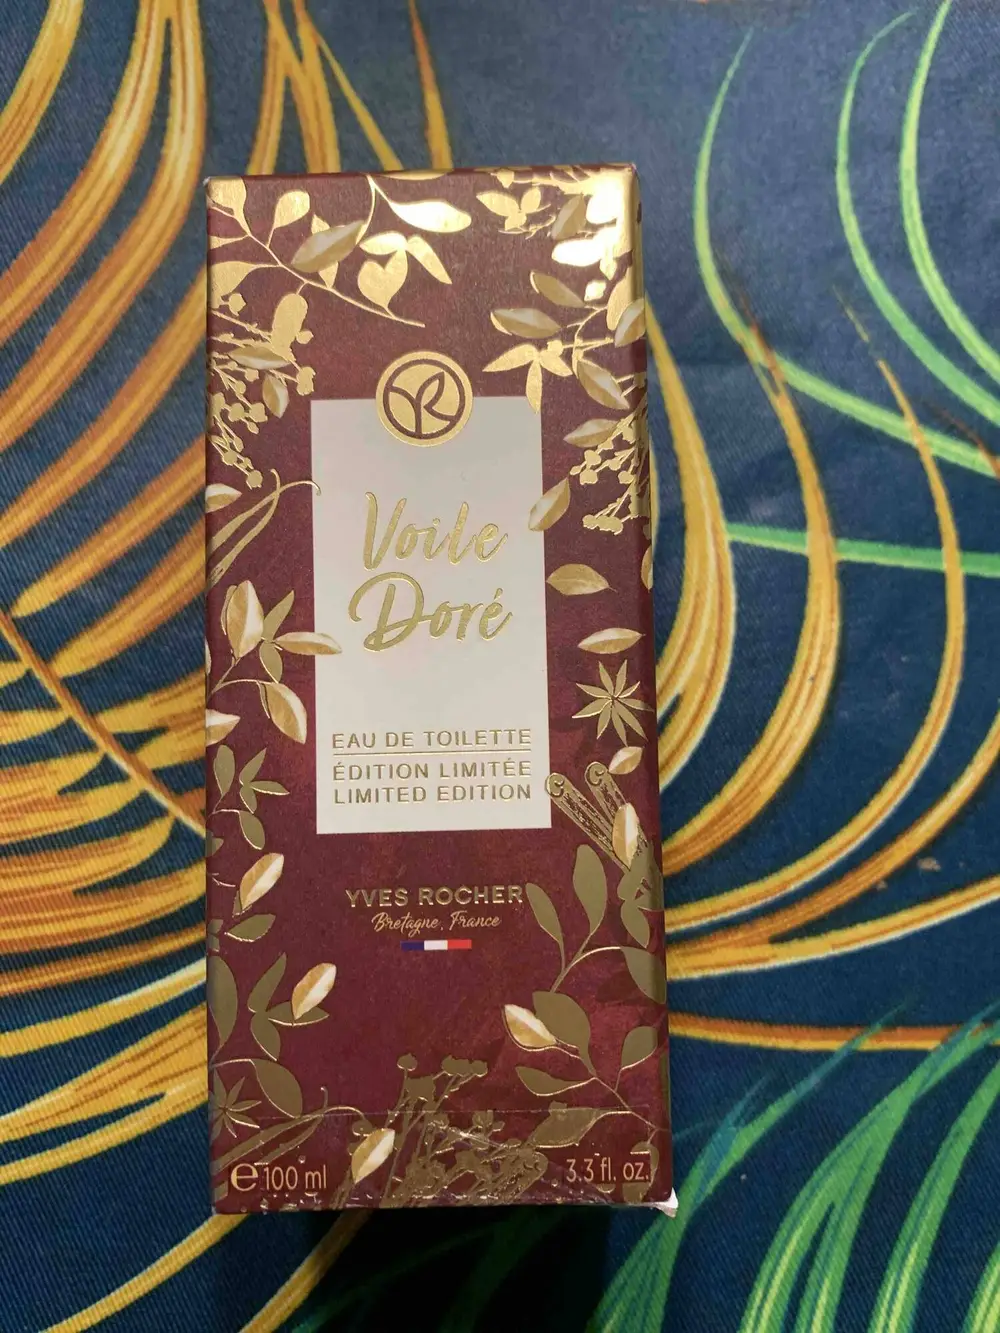 Voile
Doré
EAU DE TOILETTE
ÉDITION LIMITÉE
LIMITED EDITION
YVES ROCHER
Bretagne, France
℮ 100 ml
3.3 fl. oz.